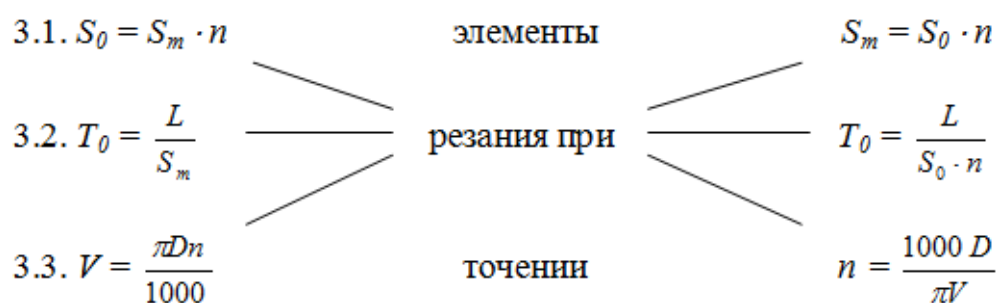 3.1. S₀ = Sₘ · n элементы Sₘ = S₀ · n
3.2. T₀ = L/Sₘ резания при T₀ = L/(S₀ · n)
3.3. V = πDn/1000 точении n = 1000 D/πV